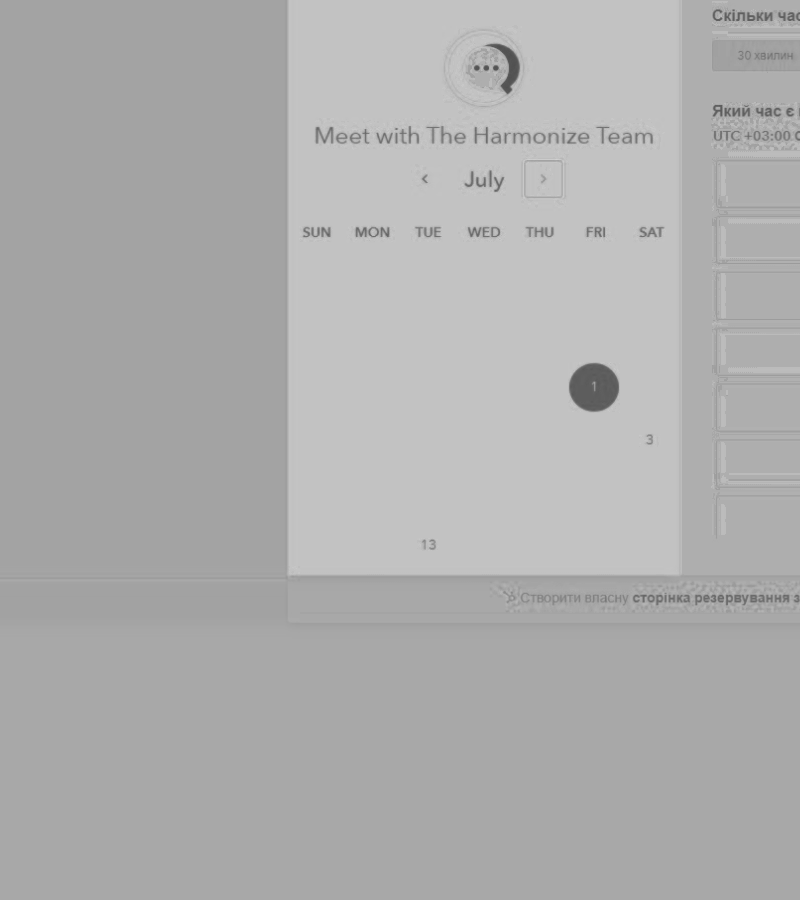 Meet with The Harmonize Team
July
SUN MON TUE WED THU FRI SAT
1
3
13
Скільки
30 хвилин
Який час є
UTC +03:00
Створити власну сторінка резервування